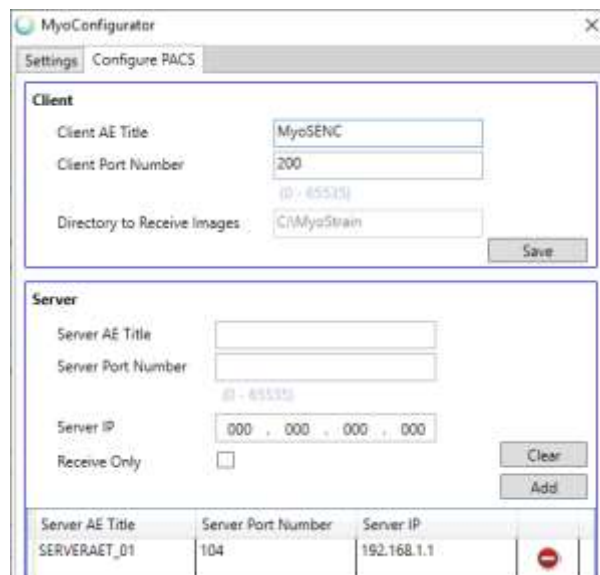 MyoConfigurator
Settings Configure PACS
Client
Client AE Title MyoSENC
Client Port Number 200
(0 - 65535)
Directory to Receive Images C:\MyoStrain
Save
Server
Server AE Title
Server Port Number
(0 - 65535)
Server IP 000 . 000 . 000 . 000
Receive Only Clear
Add
Server AE Title Server Port Number Server IP
SERVERAET_01 104 192.168.1.1